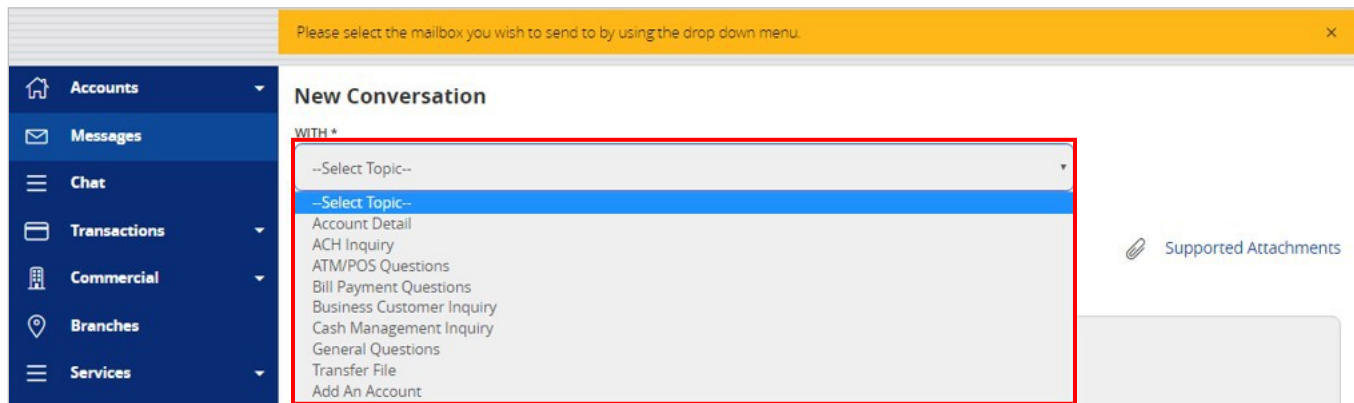 Please select the mailbox you wish to send to by using the drop down menu.
Accounts
Messages
Chat
Transactions
Commercial
Branches
Services
New Conversation
WITH *
--Select Topic--
--Select Topic--
Account Detail
ACH Inquiry
ATM/POS Questions
Bill Payment Questions
Business Customer Inquiry
Cash Management Inquiry
General Questions
Transfer File
Add An Account
Supported Attachments